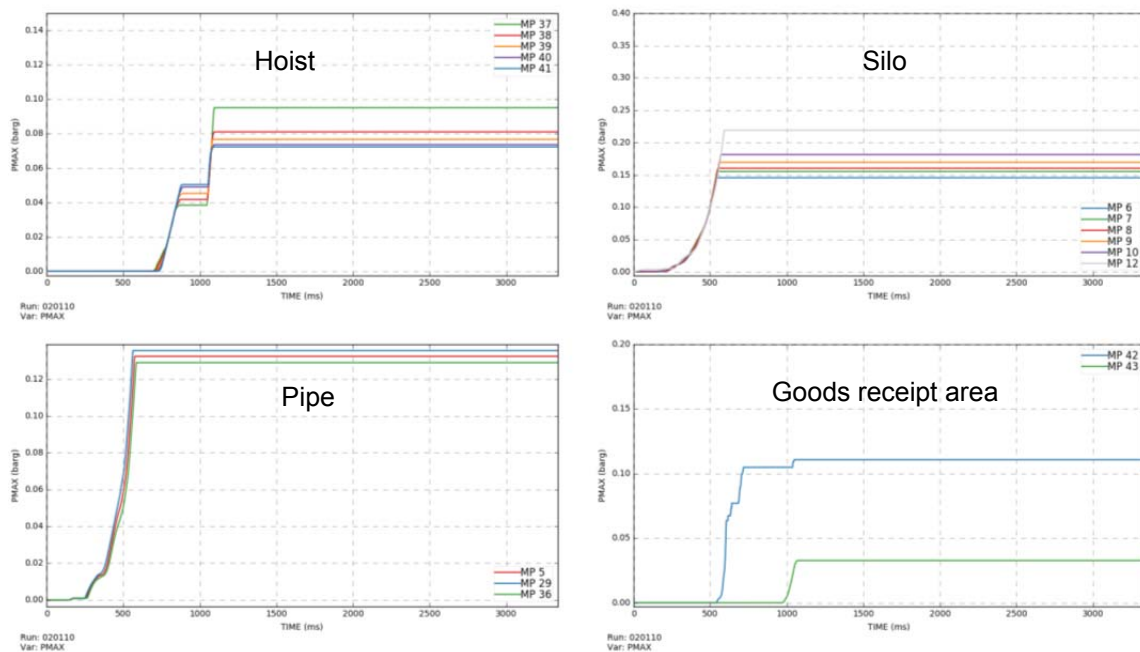 Hoist
PMAX (barg)
0.14
0.12
0.10
0.08
0.06
0.04
0.02
0.00
MP 37
MP 38
MP 39
MP 40
MP 41
0 500 1000 1500 2000 2500 3000
TIME (ms)
Run: 020110
Var: PMAX
Silo
PMAX (barg)
0.40
0.35
0.30
0.25
0.20
0.15
0.10
0.05
0.00
MP 6
MP 7
MP 8
MP 9
MP 10
MP 12
0 500 1000 1500 2000 2500 3000
TIME (ms)
Run: 020110
Var: PMAX
Pipe
PMAX (barg)
0.12
0.10
0.08
0.06
0.04
0.02
0.00
MP 5
MP 29
MP 36
0 500 1000 1500 2000 2500 3000
TIME (ms)
Run: 020110
Var: PMAX
Goods receipt area
PMAX (barg)
0.20
0.15
0.10
0.05
0.00
MP 42
MP 43
0 500 1000 1500 2000 2500 3000
TIME (ms)
Run: 020110
Var: PMAX